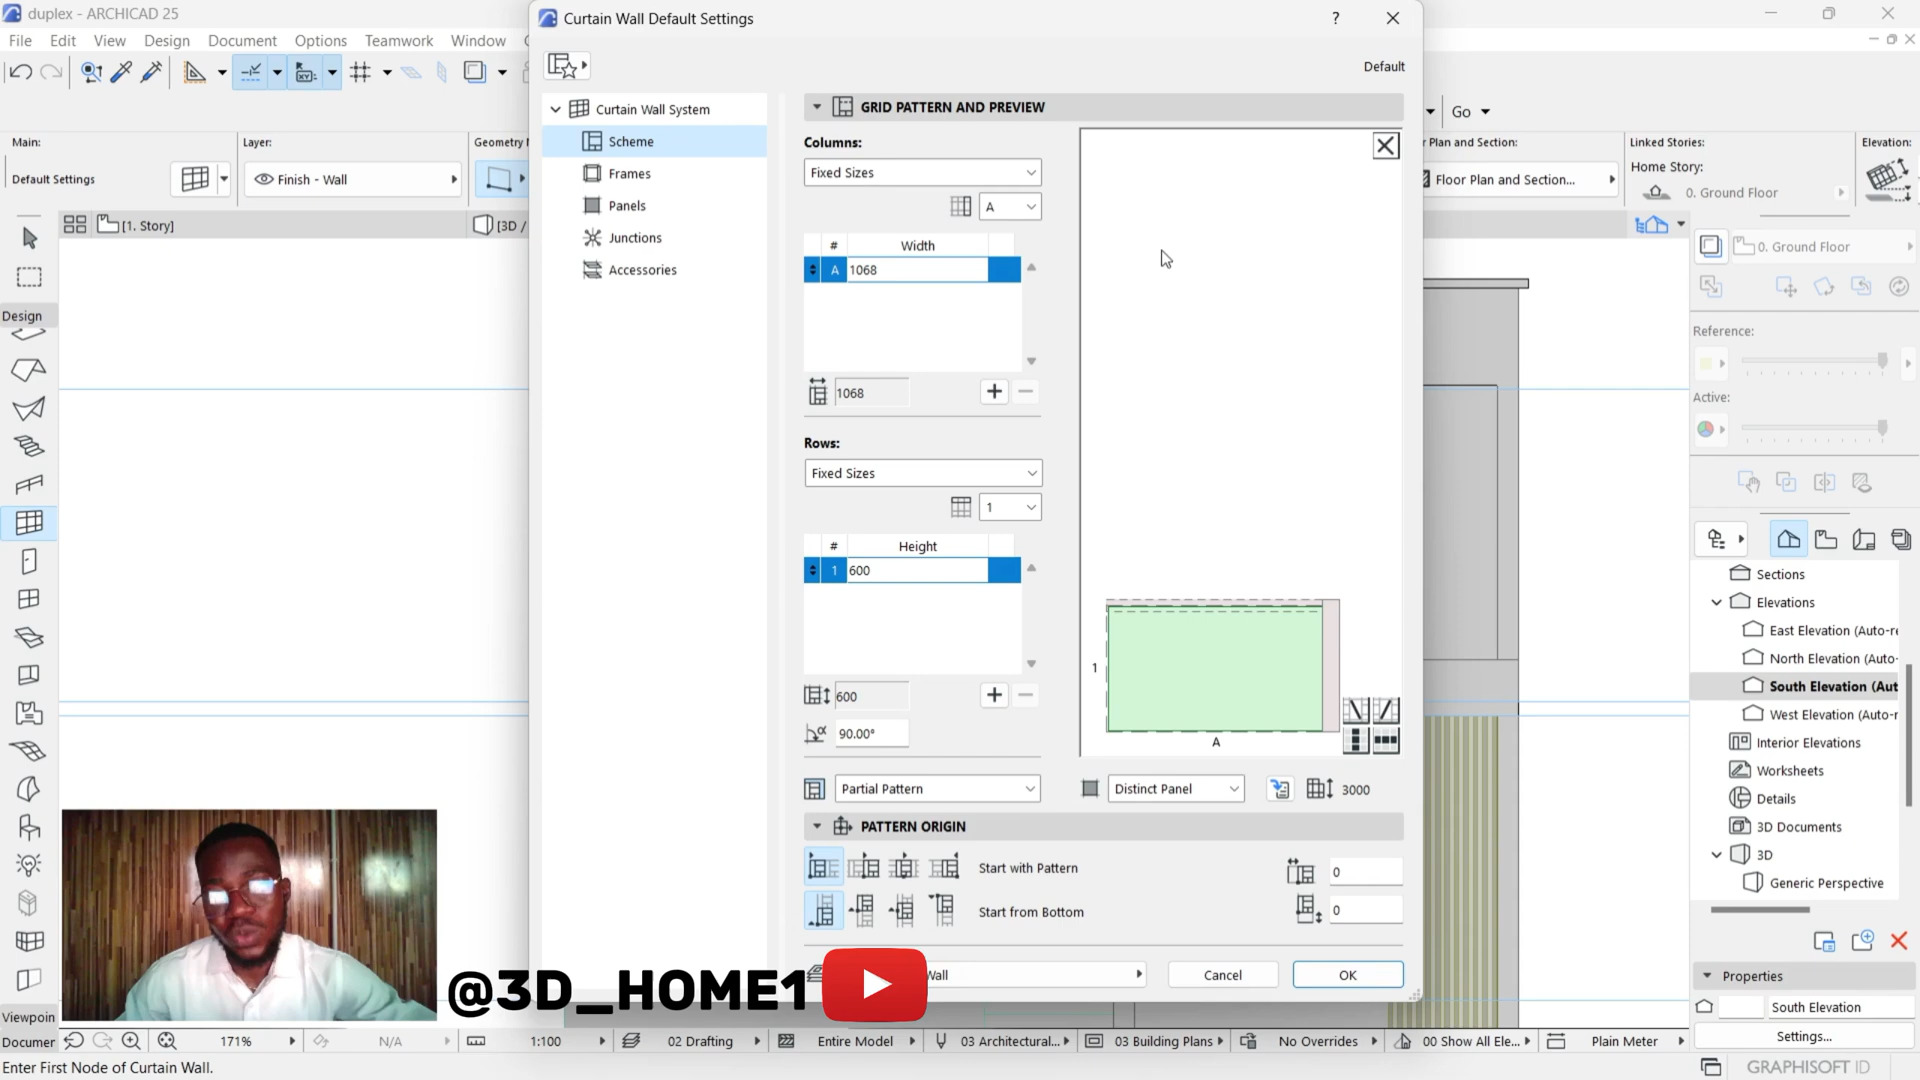 duplex - ARCHICAD 25
File Edit View Design Document Options Teamwork Window
Main:
Default Settings
Layer:
Finish - Wall
Geometry
[1. Story]
[3D /
Design
Viewpoin
Documer
Curtain Wall Default Settings
?
Default
Curtain Wall System
Scheme
Frames
Panels
Junctions
Accessories
GRID PATTERN AND PREVIEW
Columns:
Fixed Sizes
A
# Width
A 1068
1068
Rows:
Fixed Sizes
1
# Height
1 600
600
α 90.00°
1
A
Partial Pattern
Distinct Panel
3000
PATTERN ORIGIN
Start with Pattern
0
Start from Bottom
0
Wall
Cancel
OK
@3D_HOME1
Go
Plan and Section:
Floor Plan and Section...
Linked Stories:
Home Story:
0. Ground Floor
Elevation:
0. Ground Floor
Reference:
Active:
Sections
Elevations
East Elevation (Auto-re
North Elevation (Auto-
South Elevation (Aut
West Elevation (Auto-r
Interior Elevations
Worksheets
Details
3D Documents
3D
Generic Perspective
Properties
South Elevation
Settings...
171%
N/A
1:100
02 Drafting
Entire Model
03 Architectural...
03 Building Plans
No Overrides
00 Show All Ele...
Plain Meter
Enter First Node of Curtain Wall.
GRAPHISOFT ID